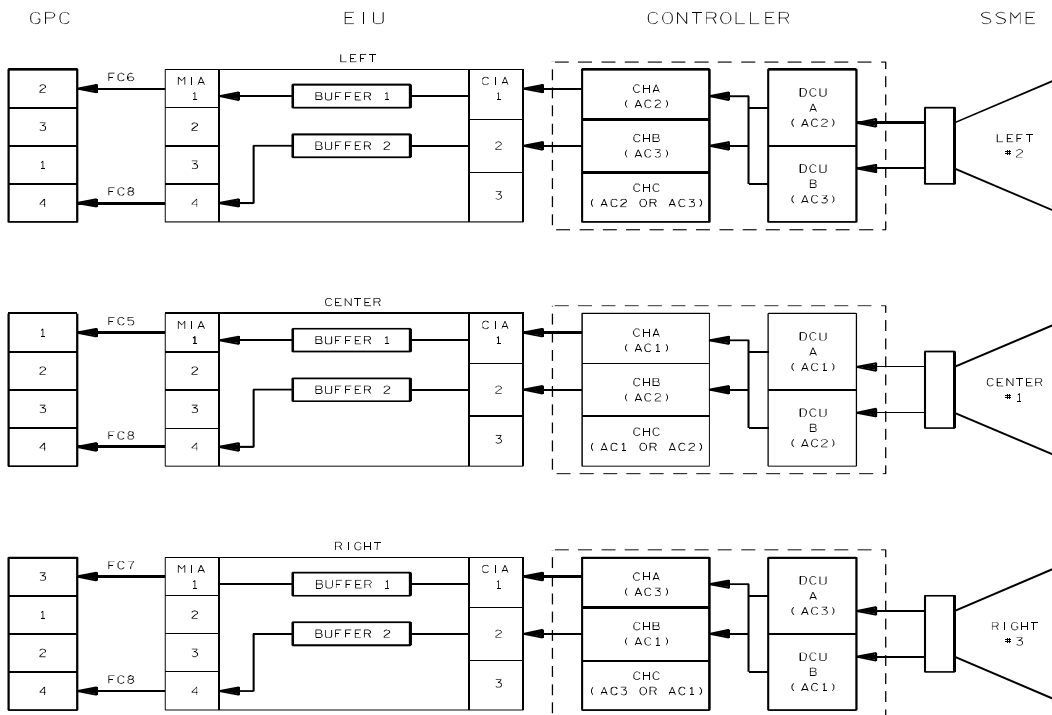 GPC EIU CONTROLLER SSME
LEFT
2
3
1
4
FC6
FC8
MIA
1
2
3
4
BUFFER 1
BUFFER 2
CIA
1
2
3
CHA
(AC2)
CHB
(AC3)
CHC
(AC2 OR AC3)
DCU
A
(AC2)
DCU
B
(AC3)
LEFT
#2
CENTER
1
2
3
4
FC5
FC8
MIA
1
2
3
4
BUFFER 1
BUFFER 2
CIA
1
2
3
CHA
(AC1)
CHB
(AC2)
CHC
(AC1 OR AC2)
DCU
A
(AC1)
DCU
B
(AC2)
CENTER
#1
RIGHT
3
1
2
4
FC7
FC8
MIA
1
2
3
4
BUFFER 1
BUFFER 2
CIA
1
2
3
CHA
(AC3)
CHB
(AC1)
CHC
(AC3 OR AC1)
DCU
A
(AC3)
DCU
B
(AC1)
RIGHT
#3